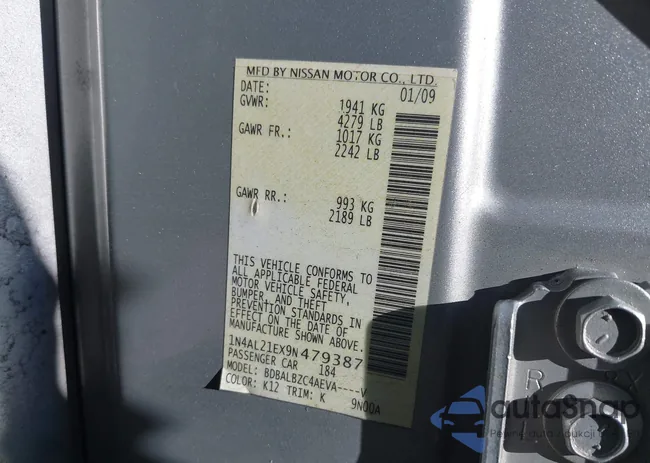 MFD BY NISSAN MOTOR CO., LTD.
DATE: 01/09
GVWR: 1941 KG
4279 LB
GAWR FR.: 1017 KG
2242 LB
GAWR RR.: 993 KG
2189 LB
THIS VEHICLE CONFORMS TO
ALL APPLICABLE FEDERAL
MOTOR VEHICLE SAFETY,
BUMPER, AND THEFT
PREVENTION STANDARDS IN
EFFECT ON THE DATE OF
MANUFACTURE SHOWN ABOVE.
1N4AL21EX9N479387
PASSENGER CAR 184
MODEL: BDBALBZC4AEVA----V
COLOR: K12 TRIM: K 9N00A
R
autoSnap